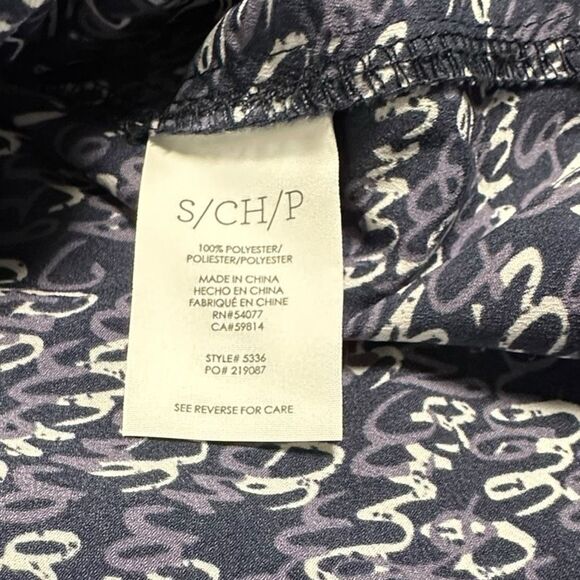 S/CH/P
100% POLYESTER/
POLIESTER/POLYESTER
MADE IN CHINA
HECHO EN CHINA
FABRIQUÉ EN CHINE
RN#54077
CA#59814
STYLE# 5336
PO# 219087
SEE REVERSE FOR CARE